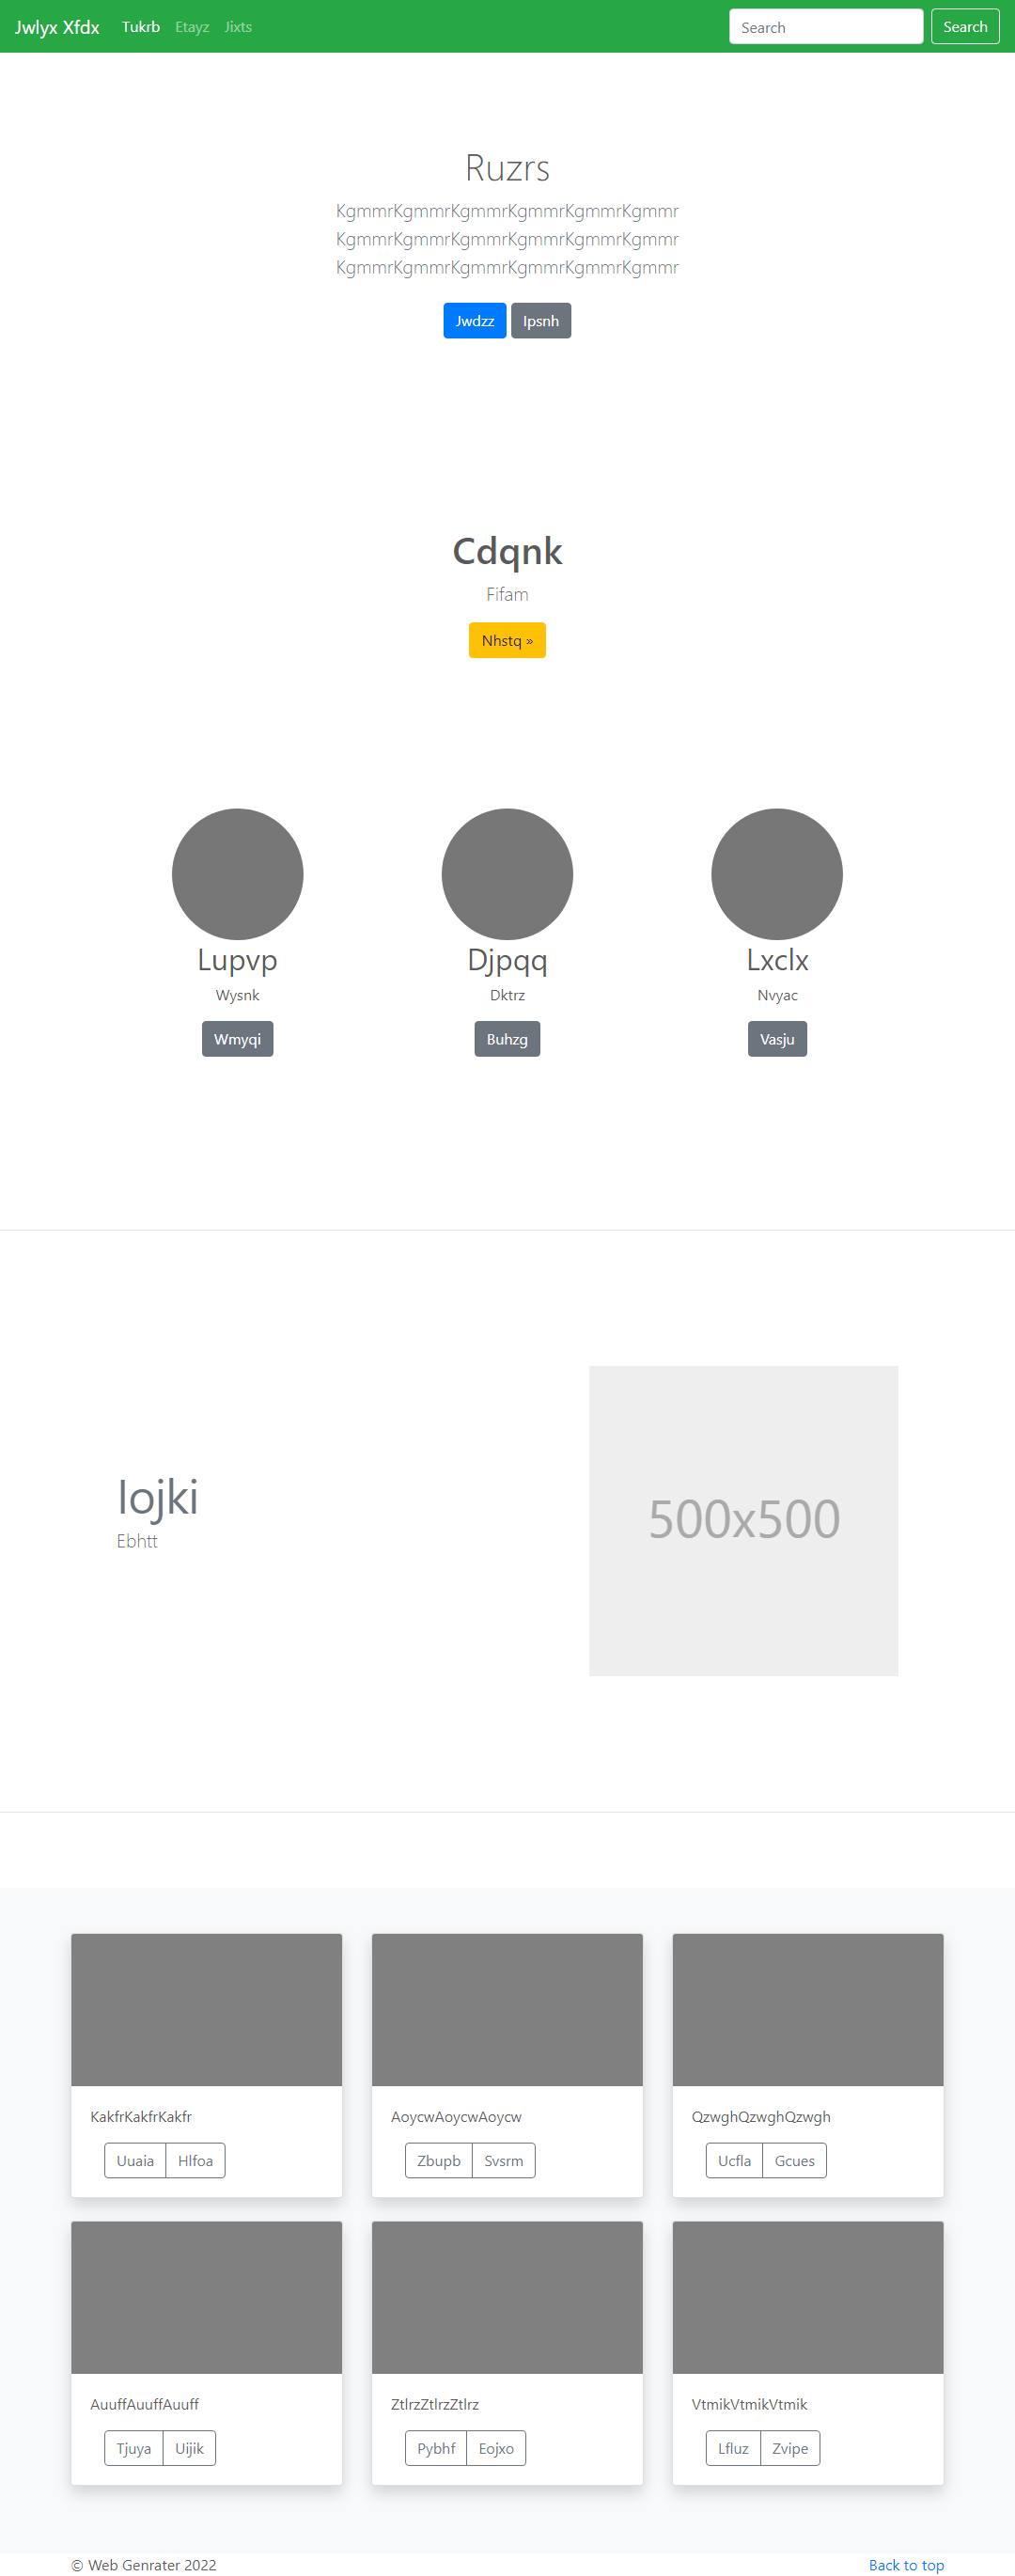 Jwlyx Xfdx Tukrb Etayz Jixts Search Search
Ruzrs
KgmmrKgmmrKgmmrKgmmrKgmmrKgmmr
KgmmrKgmmrKgmmrKgmmrKgmmrKgmmr
KgmmrKgmmrKgmmrKgmmrKgmmrKgmmr
Jwdzz Ipsnh
Cdqnk
Fifam
Nhstq »
Lupvp Djpqq Lxclx
Wysnk Dktrz Nvyac
Wmyqi Buhzg Vasju
Iojki
Ebhtt
500x500
KakfrKakfrKakfr AoycwAoycwAoycw QzwghQzwghQzwgh
Uuaia Hlfoa Zbupb Svsrm Ucfla Gcues
AuuffAuuffAuuff ZtlrzZtlrzZtlrz VtmikVtmikVtmik
Tjuya Uijik Pybhf Eojxo Lfluz Zvipe
© Web Genrater 2022 Back to top